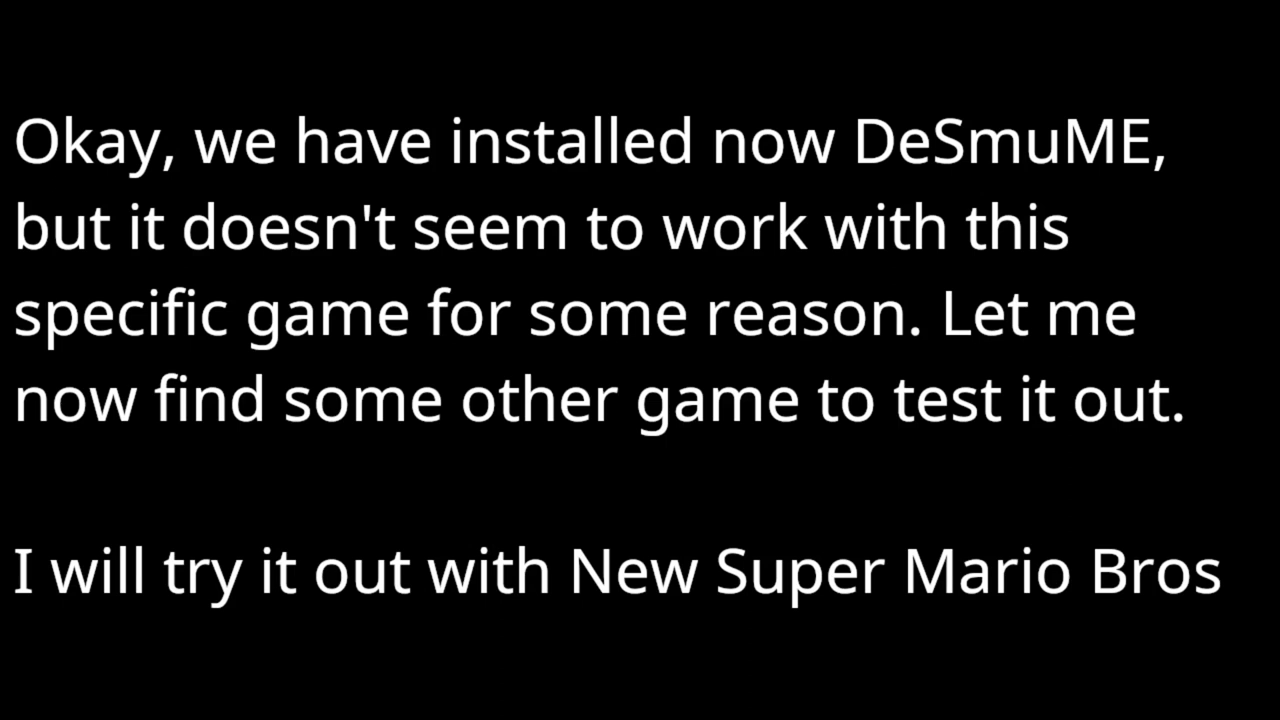 Okay, we have installed now DeSmuME,
but it doesn't seem to work with this
specific game for some reason. Let me
now find some other game to test it out.
I will try it out with New Super Mario Bros